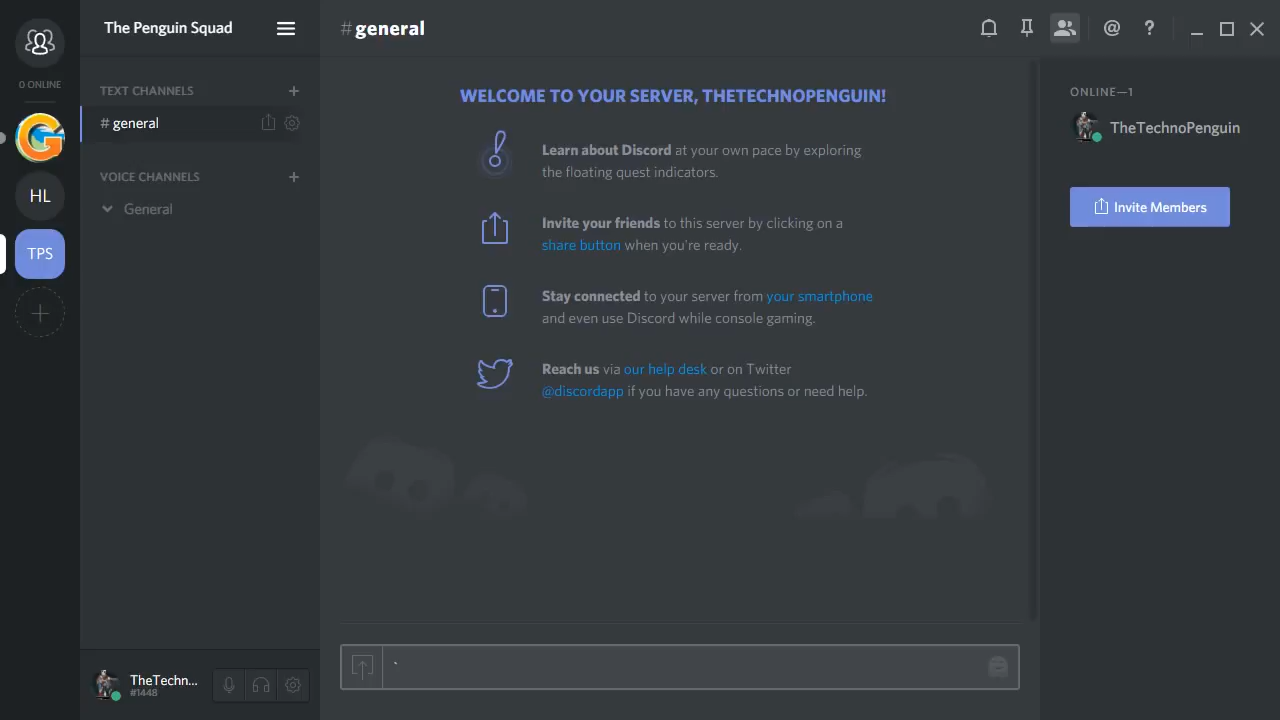 The Penguin Squad
0 ONLINE
G
HL
TPS
TEXT CHANNELS
# general
VOICE CHANNELS
General
TheTechn...
#1448
#general
@ ?
WELCOME TO YOUR SERVER, THETECHNOPENGUIN!
Learn about Discord at your own pace by exploring
the floating quest indicators.
Invite your friends to this server by clicking on a
share button when you're ready.
Stay connected to your server from your smartphone
and even use Discord while console gaming.
Reach us via our help desk or on Twitter
@discordapp if you have any questions or need help.
`
ONLINE—1
TheTechnoPenguin
Invite Members